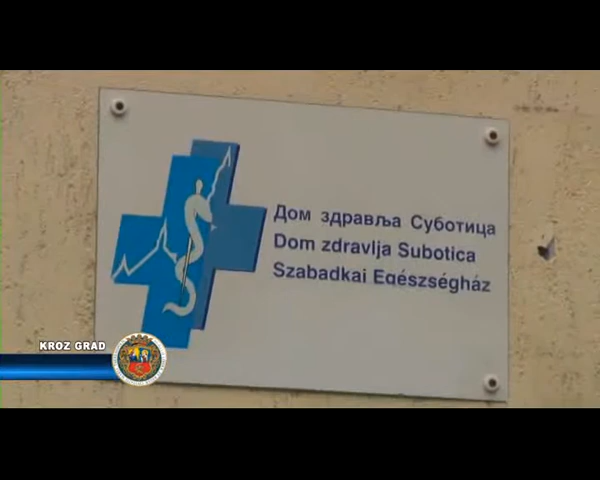 Дом здравља Суботица
Dom zdravlja Subotica
Szabadkai Egészségház
KROZ GRAD